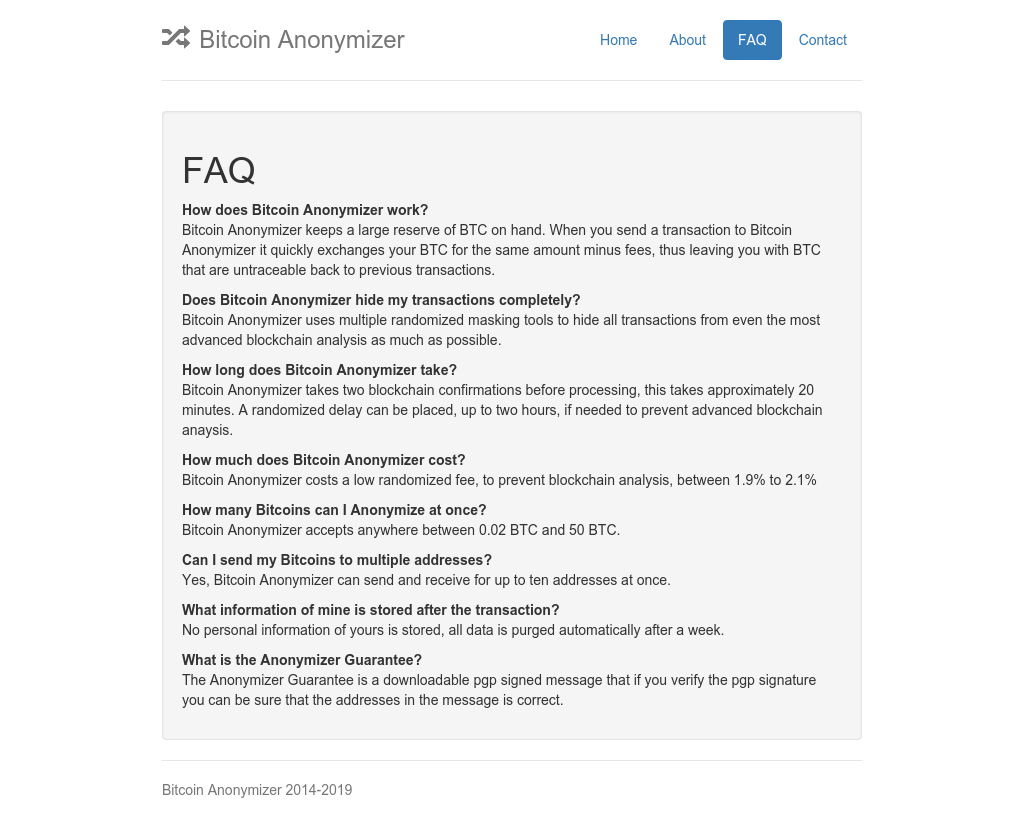 Bitcoin Anonymizer
Home About FAQ Contact
FAQ
How does Bitcoin Anonymizer work?
Bitcoin Anonymizer keeps a large reserve of BTC on hand. When you send a transaction to Bitcoin
Anonymizer it quickly exchanges your BTC for the same amount minus fees, thus leaving you with BTC
that are untraceable back to previous transactions.
Does Bitcoin Anonymizer hide my transactions completely?
Bitcoin Anonymizer uses multiple randomized masking tools to hide all transactions from even the most
advanced blockchain analysis as much as possible.
How long does Bitcoin Anonymizer take?
Bitcoin Anonymizer takes two blockchain confirmations before processing, this takes approximately 20
minutes. A randomized delay can be placed, up to two hours, if needed to prevent advanced blockchain
anaysis.
How much does Bitcoin Anonymizer cost?
Bitcoin Anonymizer costs a low randomized fee, to prevent blockchain analysis, between 1.9% to 2.1%
How many Bitcoins can I Anonymize at once?
Bitcoin Anonymizer accepts anywhere between 0.02 BTC and 50 BTC.
Can I send my Bitcoins to multiple addresses?
Yes, Bitcoin Anonymizer can send and receive for up to ten addresses at once.
What information of mine is stored after the transaction?
No personal information of yours is stored, all data is purged automatically after a week.
What is the Anonymizer Guarantee?
The Anonymizer Guarantee is a downloadable pgp signed message that if you verify the pgp signature
you can be sure that the addresses in the message is correct.
Bitcoin Anonymizer 2014-2019